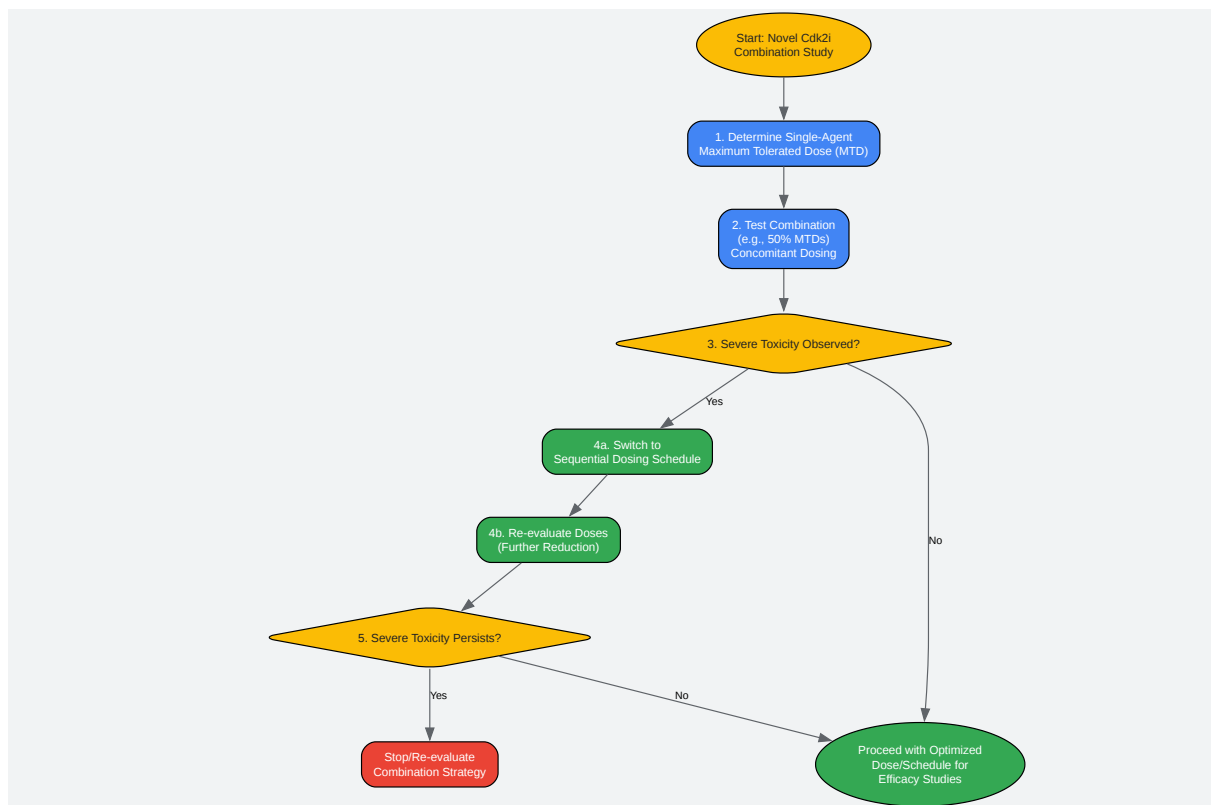 Start: Novel Cdk2i
Combination Study
1. Determine Single-Agent
Maximum Tolerated Dose (MTD)
2. Test Combination
(e.g., 50% MTDs)
Concomitant Dosing
3. Severe Toxicity Observed?
Yes
4a. Switch to
Sequential Dosing Schedule
4b. Re-evaluate Doses
(Further Reduction)
No
5. Severe Toxicity Persists?
Yes
No
Stop/Re-evaluate
Combination Strategy
Proceed with Optimized
Dose/Schedule for
Efficacy Studies